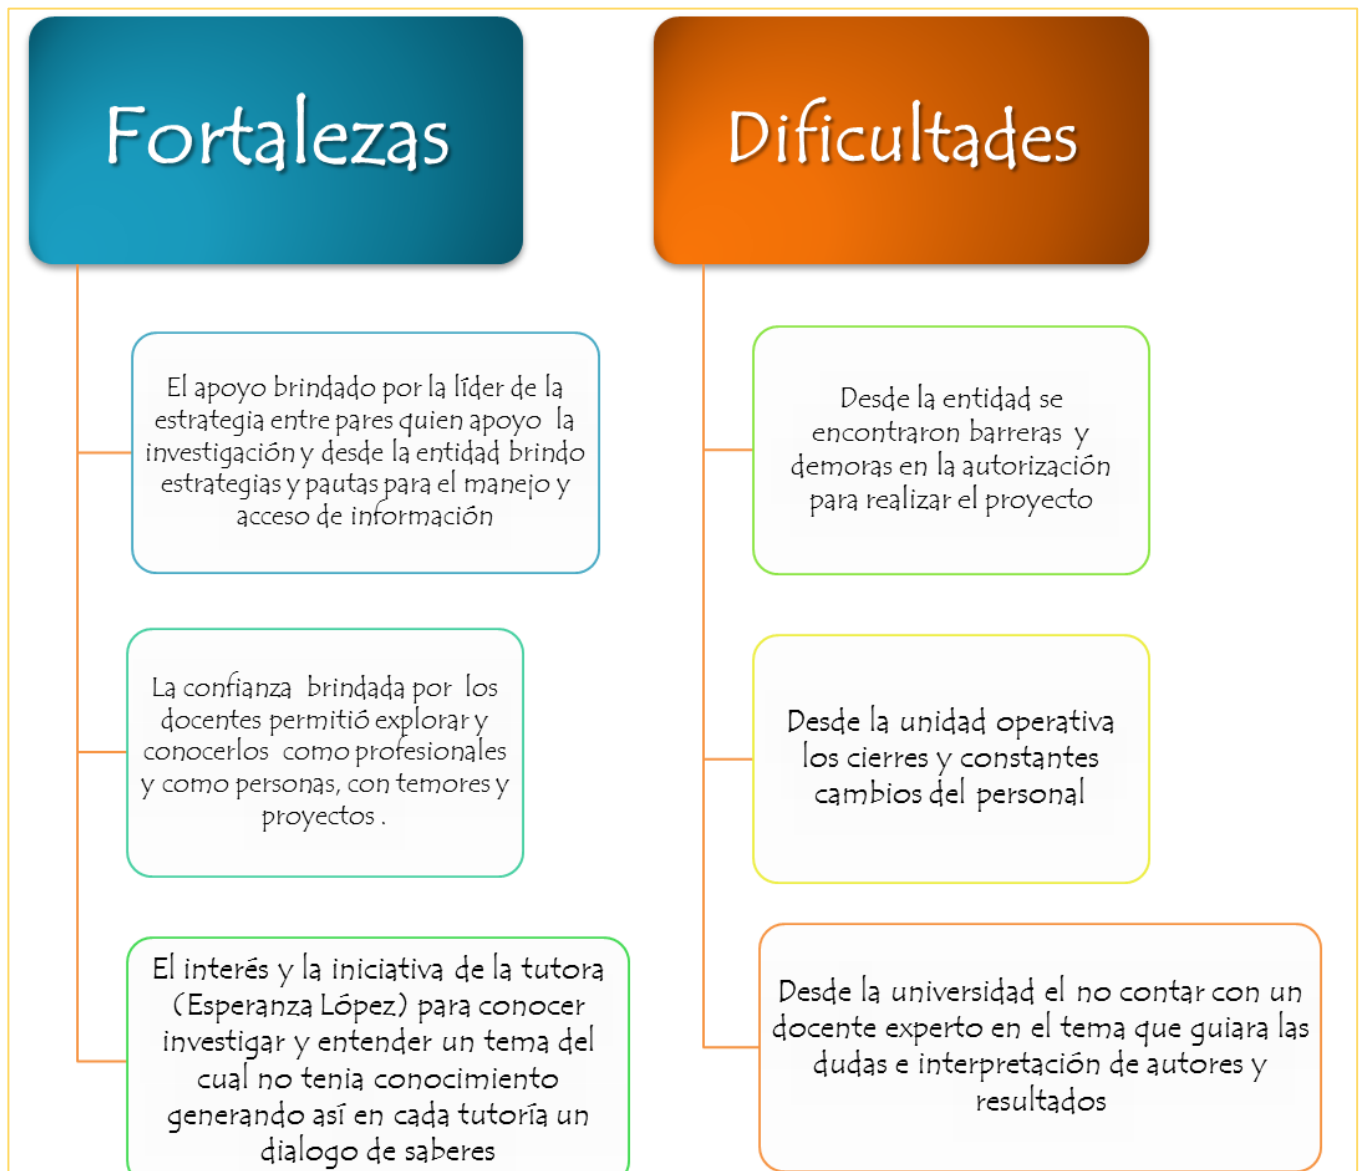 Fortalezas
El apoyo brindado por la líder de la
estrategia entre pares quien apoyo la
investigación y desde la entidad brindo
estrategias y pautas para el manejo y
acceso de información
La confianza brindada por los
docentes permitió explorar y
conocerlos como profesionales
y como personas, con temores y
proyectos .
El interés y la iniciativa de la tutora
(Esperanza López) para conocer
investigar y entender un tema del
cual no tenia conocimiento
generando así en cada tutoría un
dialogo de saberes
Dificultades
Desde la entidad se
encontraron barreras y
demoras en la autorización
para realizar el proyecto
Desde la unidad operativa
los cierres y constantes
cambios del personal
Desde la universidad el no contar con un
docente experto en el tema que guiara las
dudas e interpretación de autores y
resultados